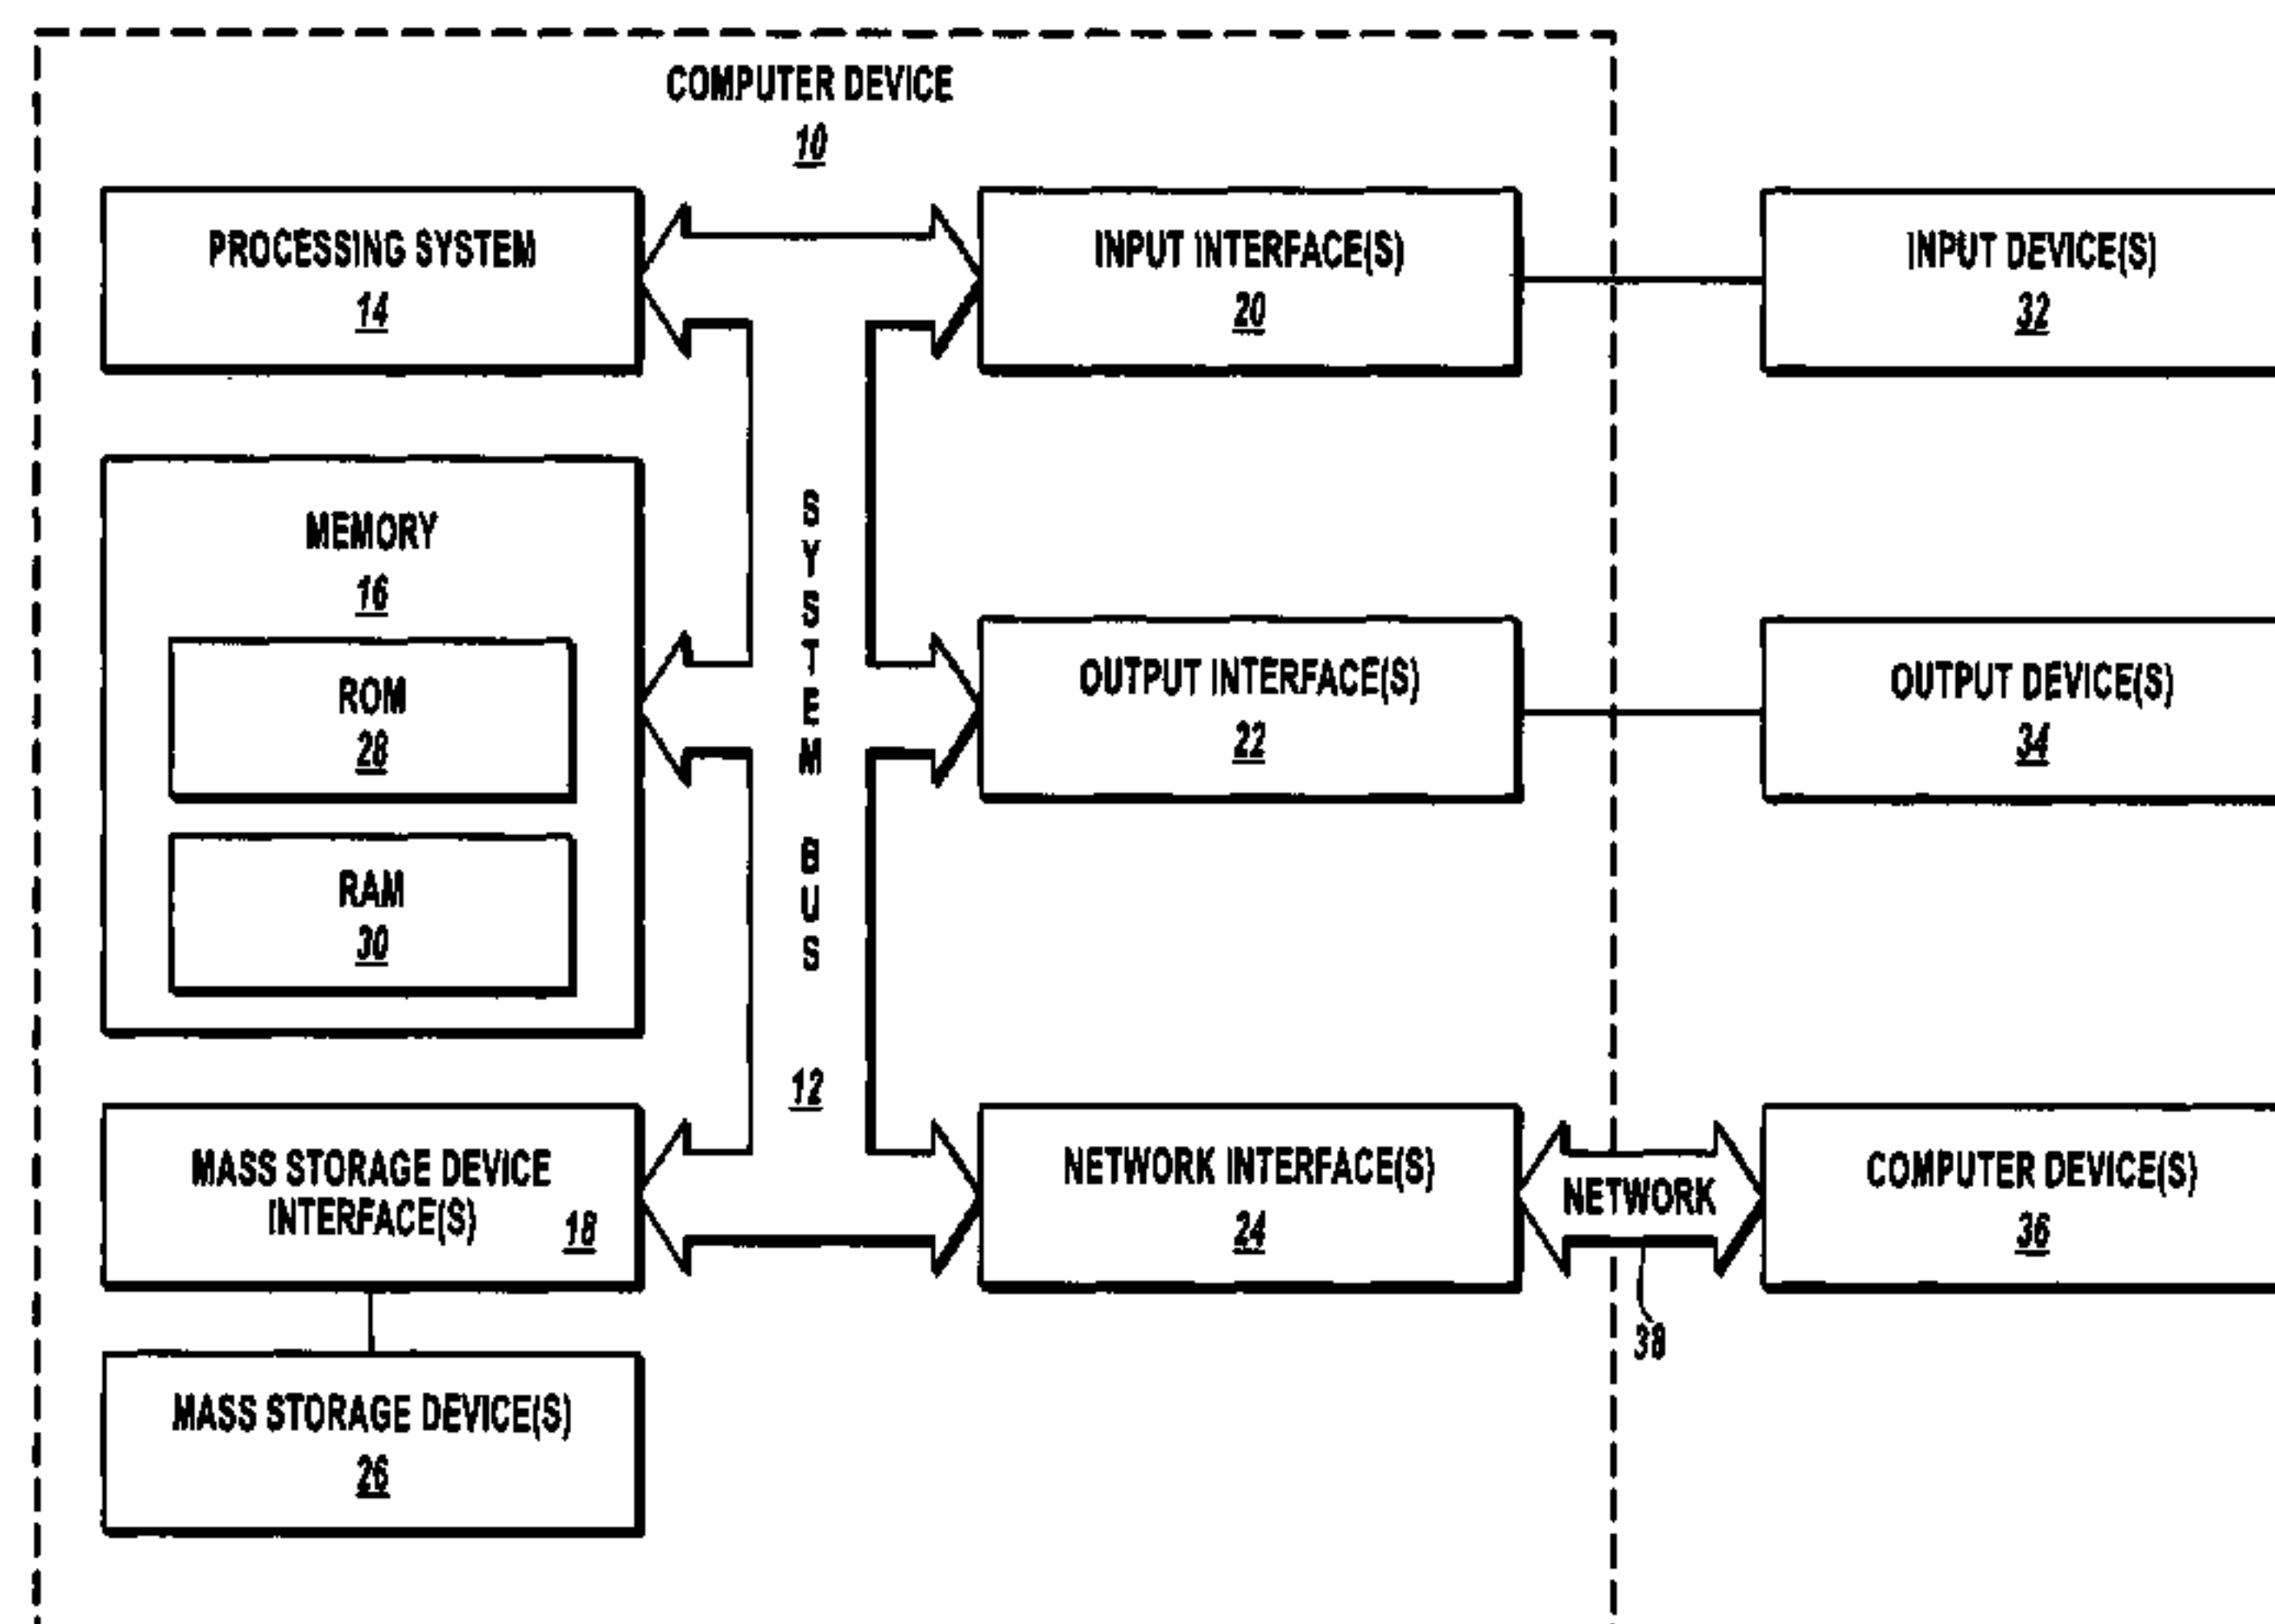 COMPUTER DEVICE
10
PROCESSING SYSTEM
14
INPUT INTERFACE(S)
20
INPUT DEVICE(S)
32
MEMORY
16
ROM
28
RAM
30
SYSTEM BUS
12
OUTPUT INTERFACE(S)
22
OUTPUT DEVICE(S)
34
MASS STORAGE DEVICE
INTERFACE(S) 18
NETWORK INTERFACE(S)
24
NETWORK
38
COMPUTER DEVICE(S)
36
MASS STORAGE DEVICE(S)
26